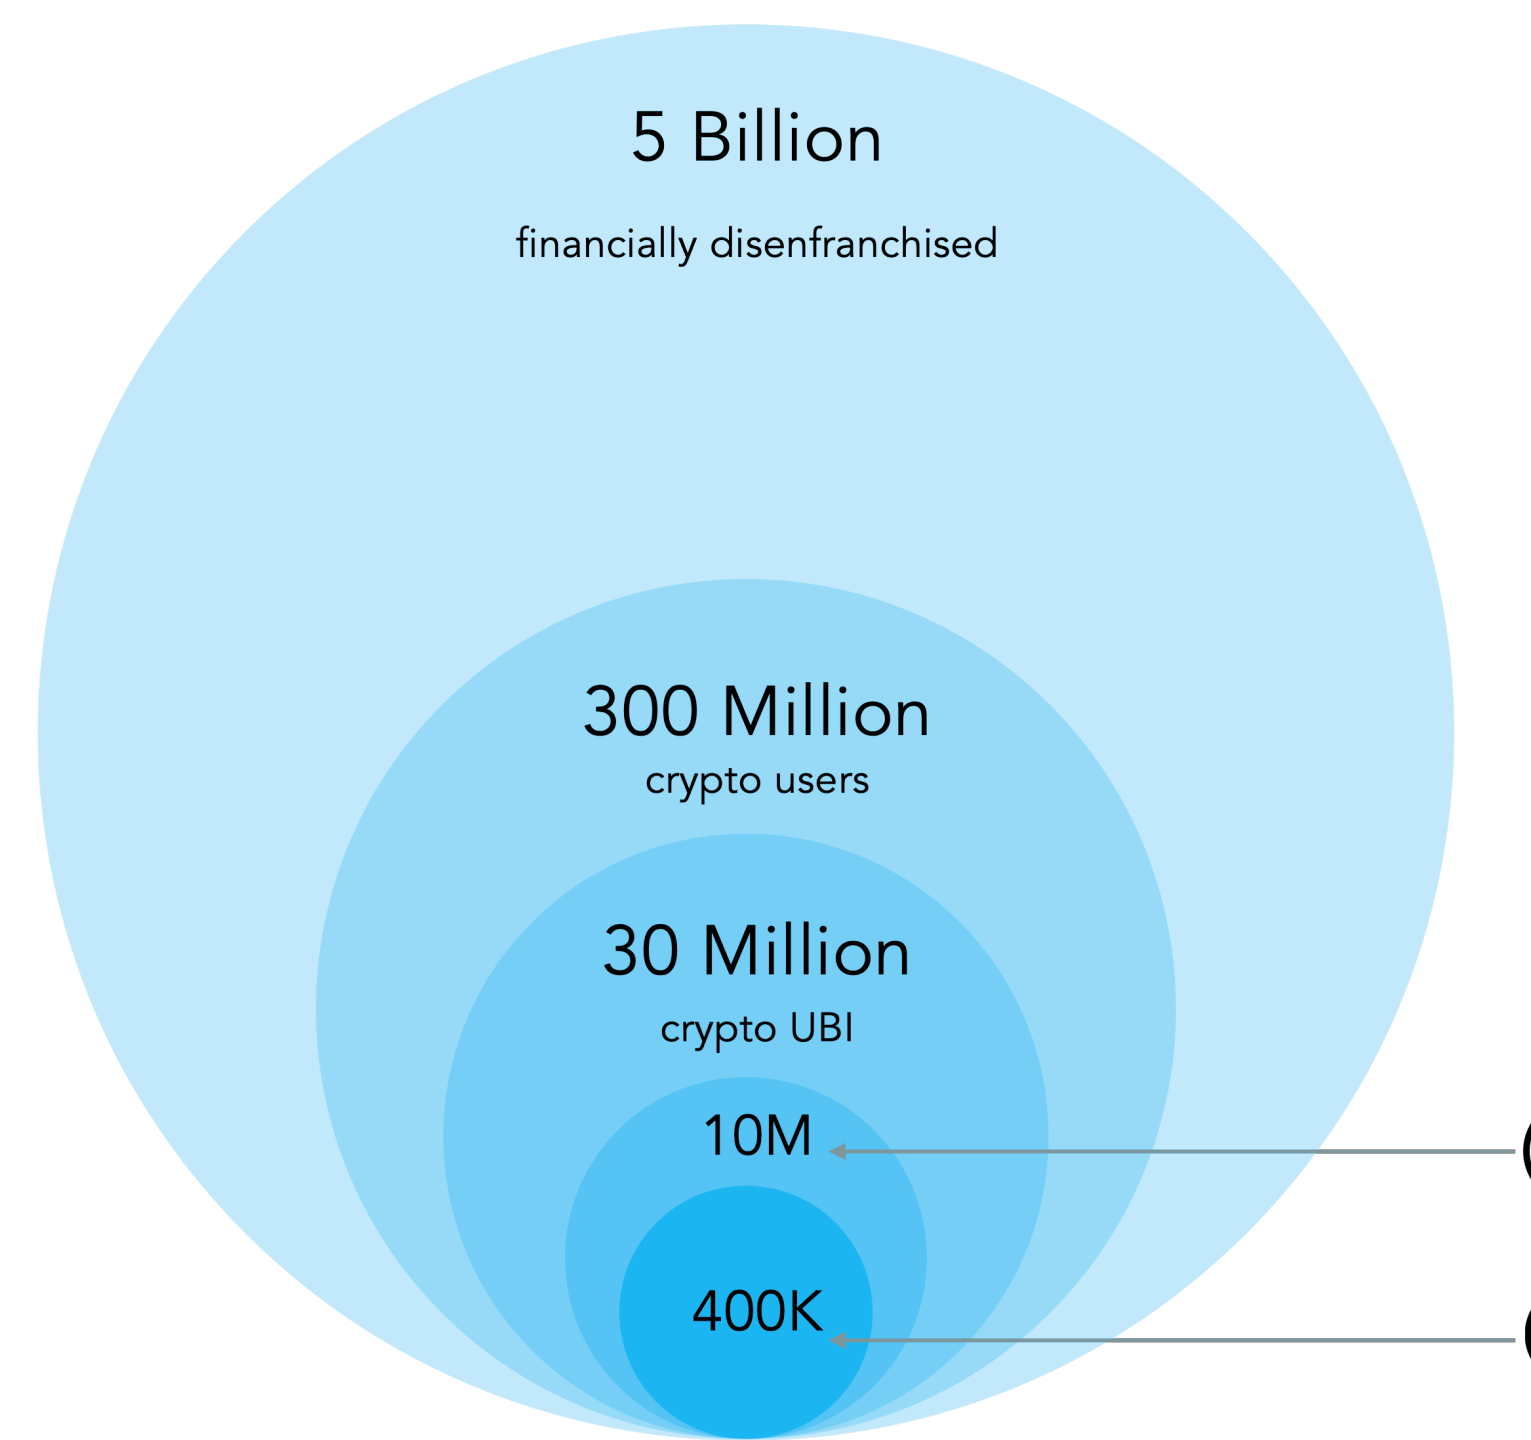 5 Billion
financially disenfranchised
300 Million
crypto users
30 Million
crypto UBI
10M
400K